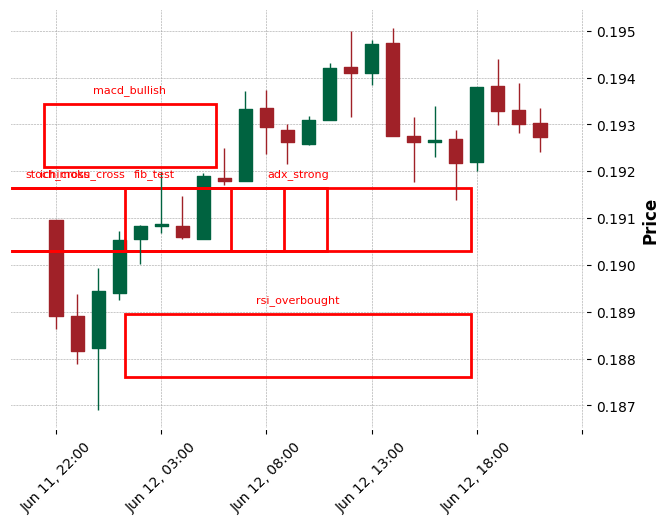 0.195
0.194
macd_bullish
0.193
0.192
fib_test
adx_strong
0.191
Price
0.190
rsi_overbought
0.189
0.188
0.187
Jun 11, 22:00
Jun 12, 03:00
Jun 12, 08:00
Jun 12, 13:00
Jun 12, 18:00